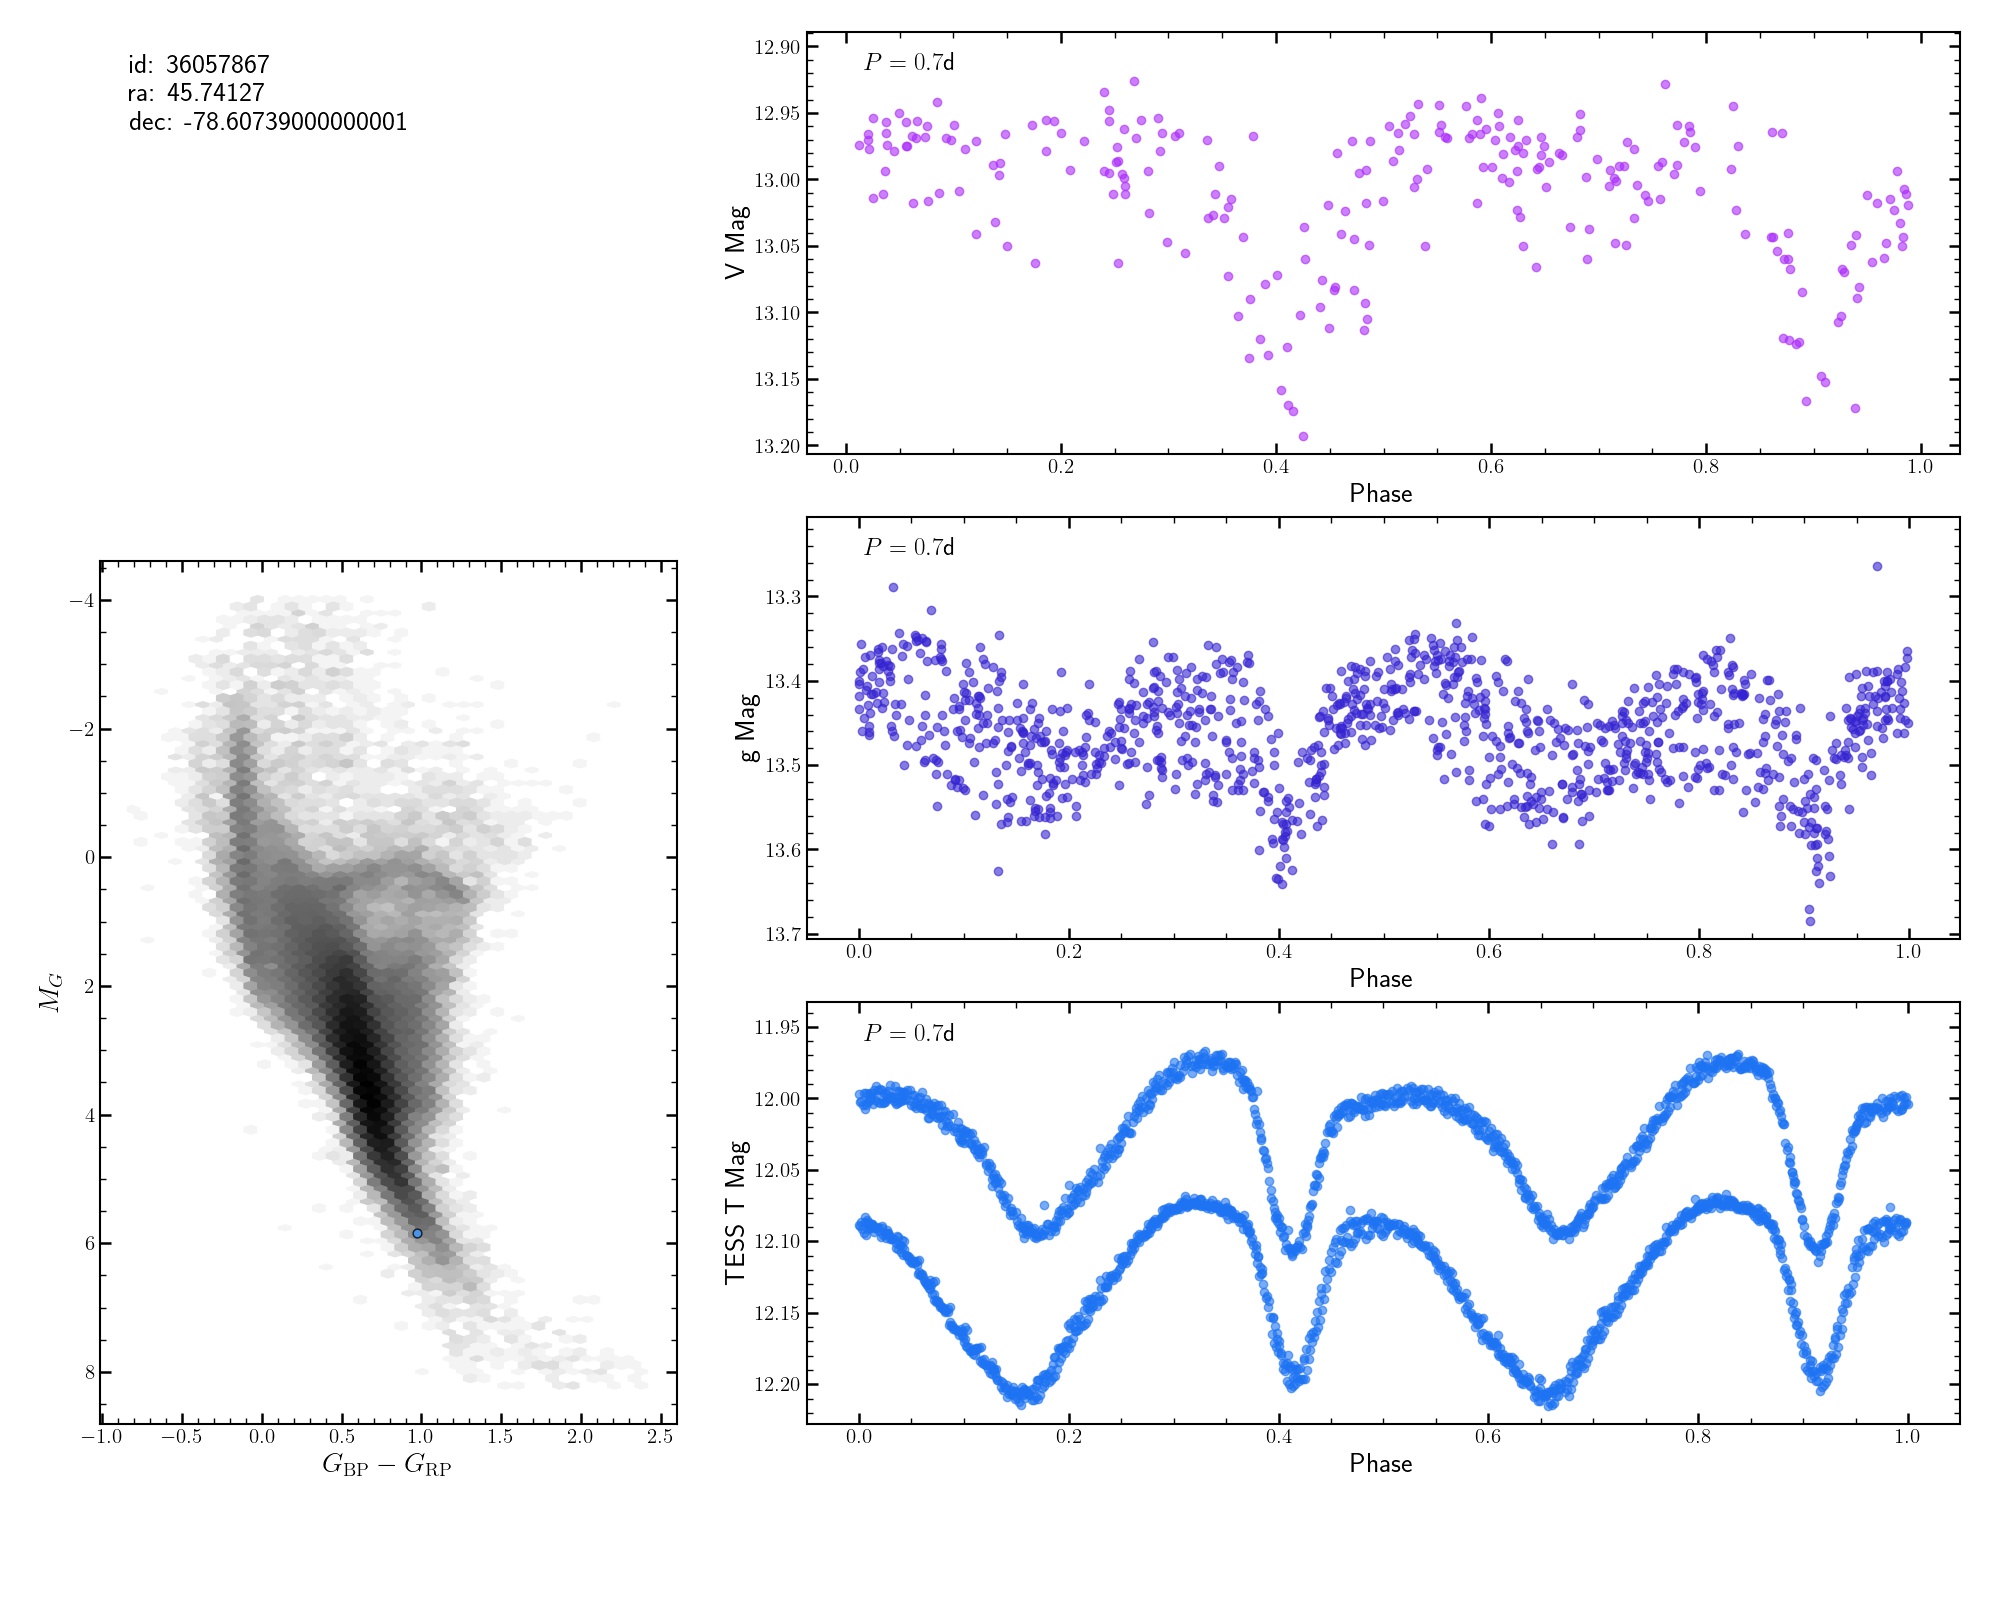 id: 36057867
ra: 45.74127
dec: -78.60739000000001
P = 0.7d
12.90
12.95
13.00
13.05
13.10
13.15
13.20
V Mag
0.0 0.2 0.4 0.6 0.8 1.0
Phase
P = 0.7d
13.3
13.4
13.5
13.6
13.7
g Mag
0.0 0.2 0.4 0.6 0.8 1.0
Phase
P = 0.7d
11.95
12.00
12.05
12.10
12.15
12.20
TESS T Mag
0.0 0.2 0.4 0.6 0.8 1.0
Phase
−4
−2
0
2
4
6
8
M_G
−1.0 −0.5 0.0 0.5 1.0 1.5 2.0 2.5
G_BP − G_RP